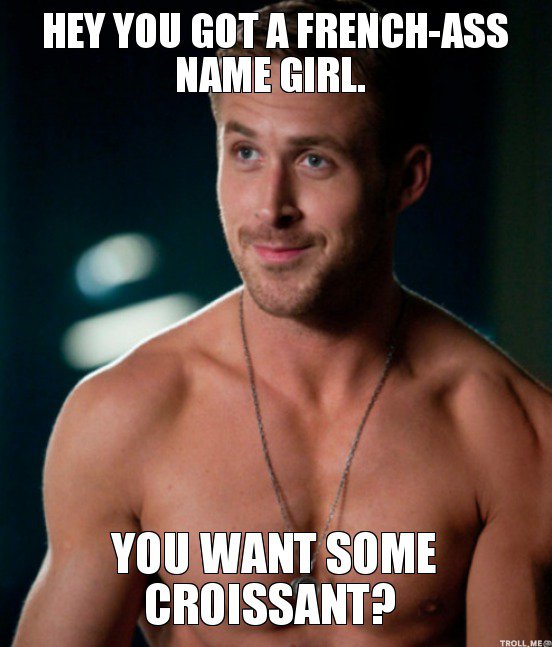 HEY YOU GOT A FRENCH-ASS
NAME GIRL.
YOU WANT SOME
CROISSANT?
TROLL.ME